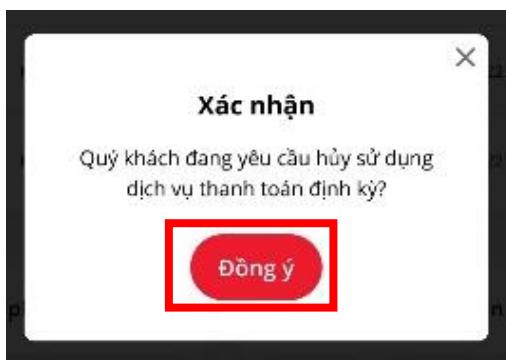 Xác nhận
Quý khách đang yêu cầu hủy sử dụng
dịch vụ thanh toán định kỳ?
Đồng ý